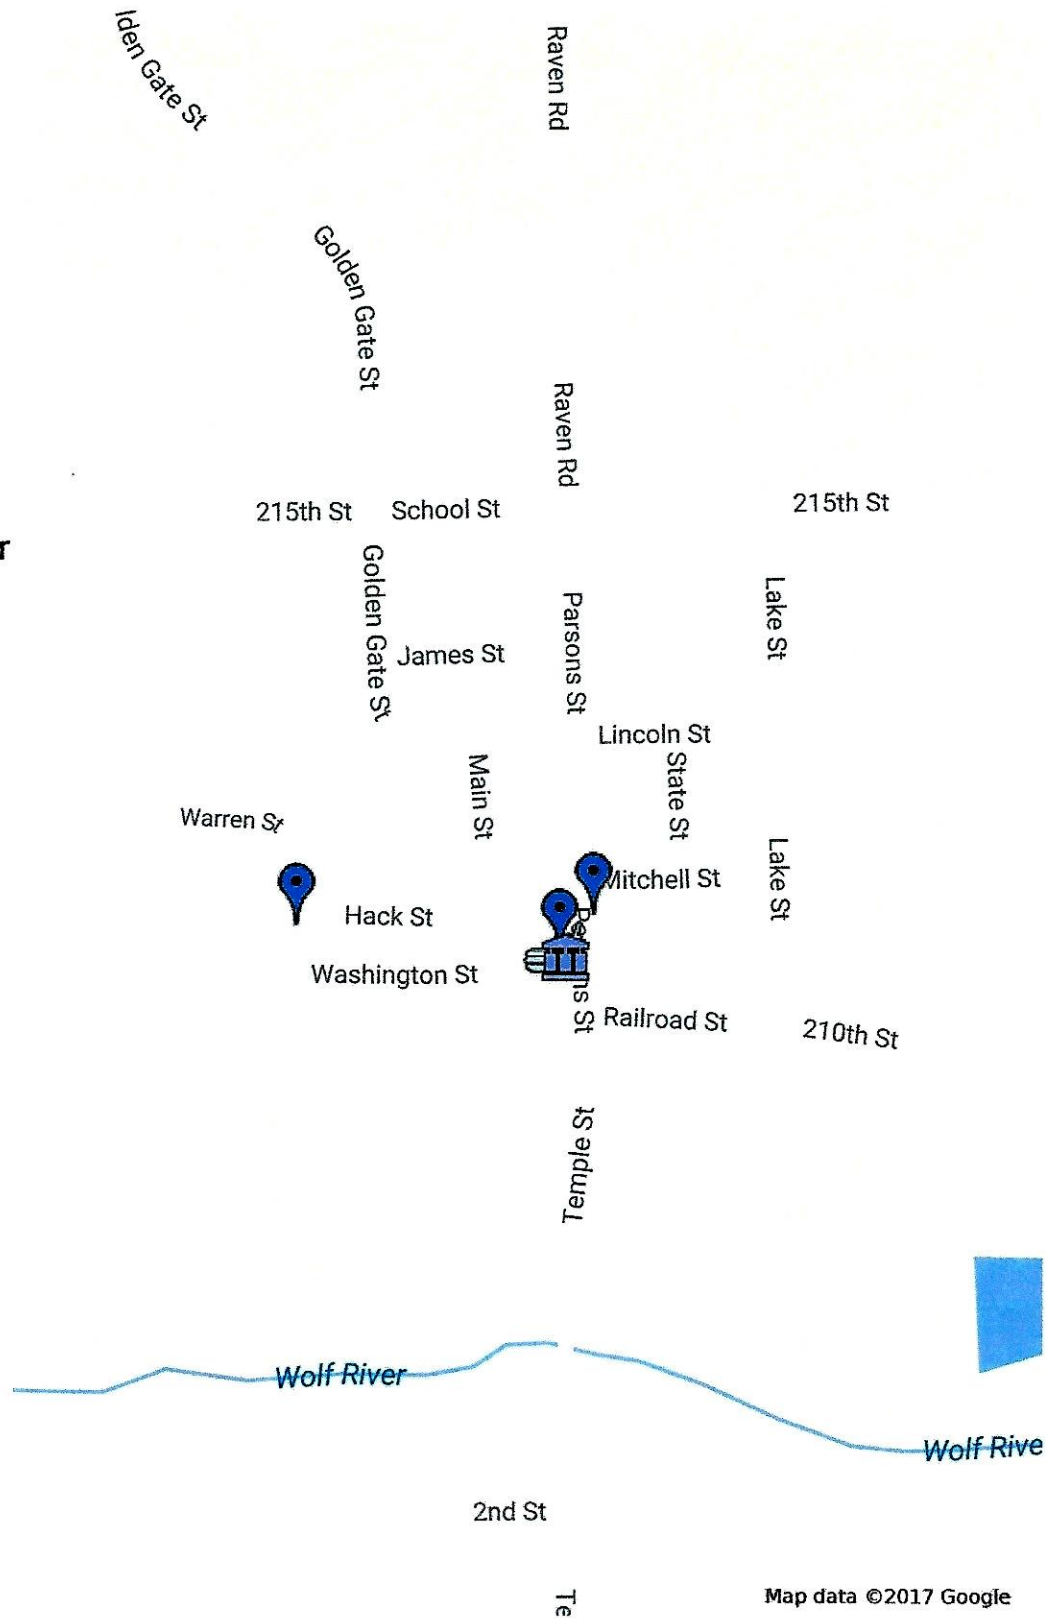 lden Gate St
Raven Rd
Golden Gate St
Raven Rd
215th St
School St
215th St
r
Golden Gate St
Parsons St
Lake St
James St
Lincoln St
Main St
State St
Warren St
Lake St
Mitchell St
Hack St
Washington St
ns St
Railroad St
210th St
Temple St
Wolf River
Wolf Rive
2nd St
Te
Map data ©2017 Google